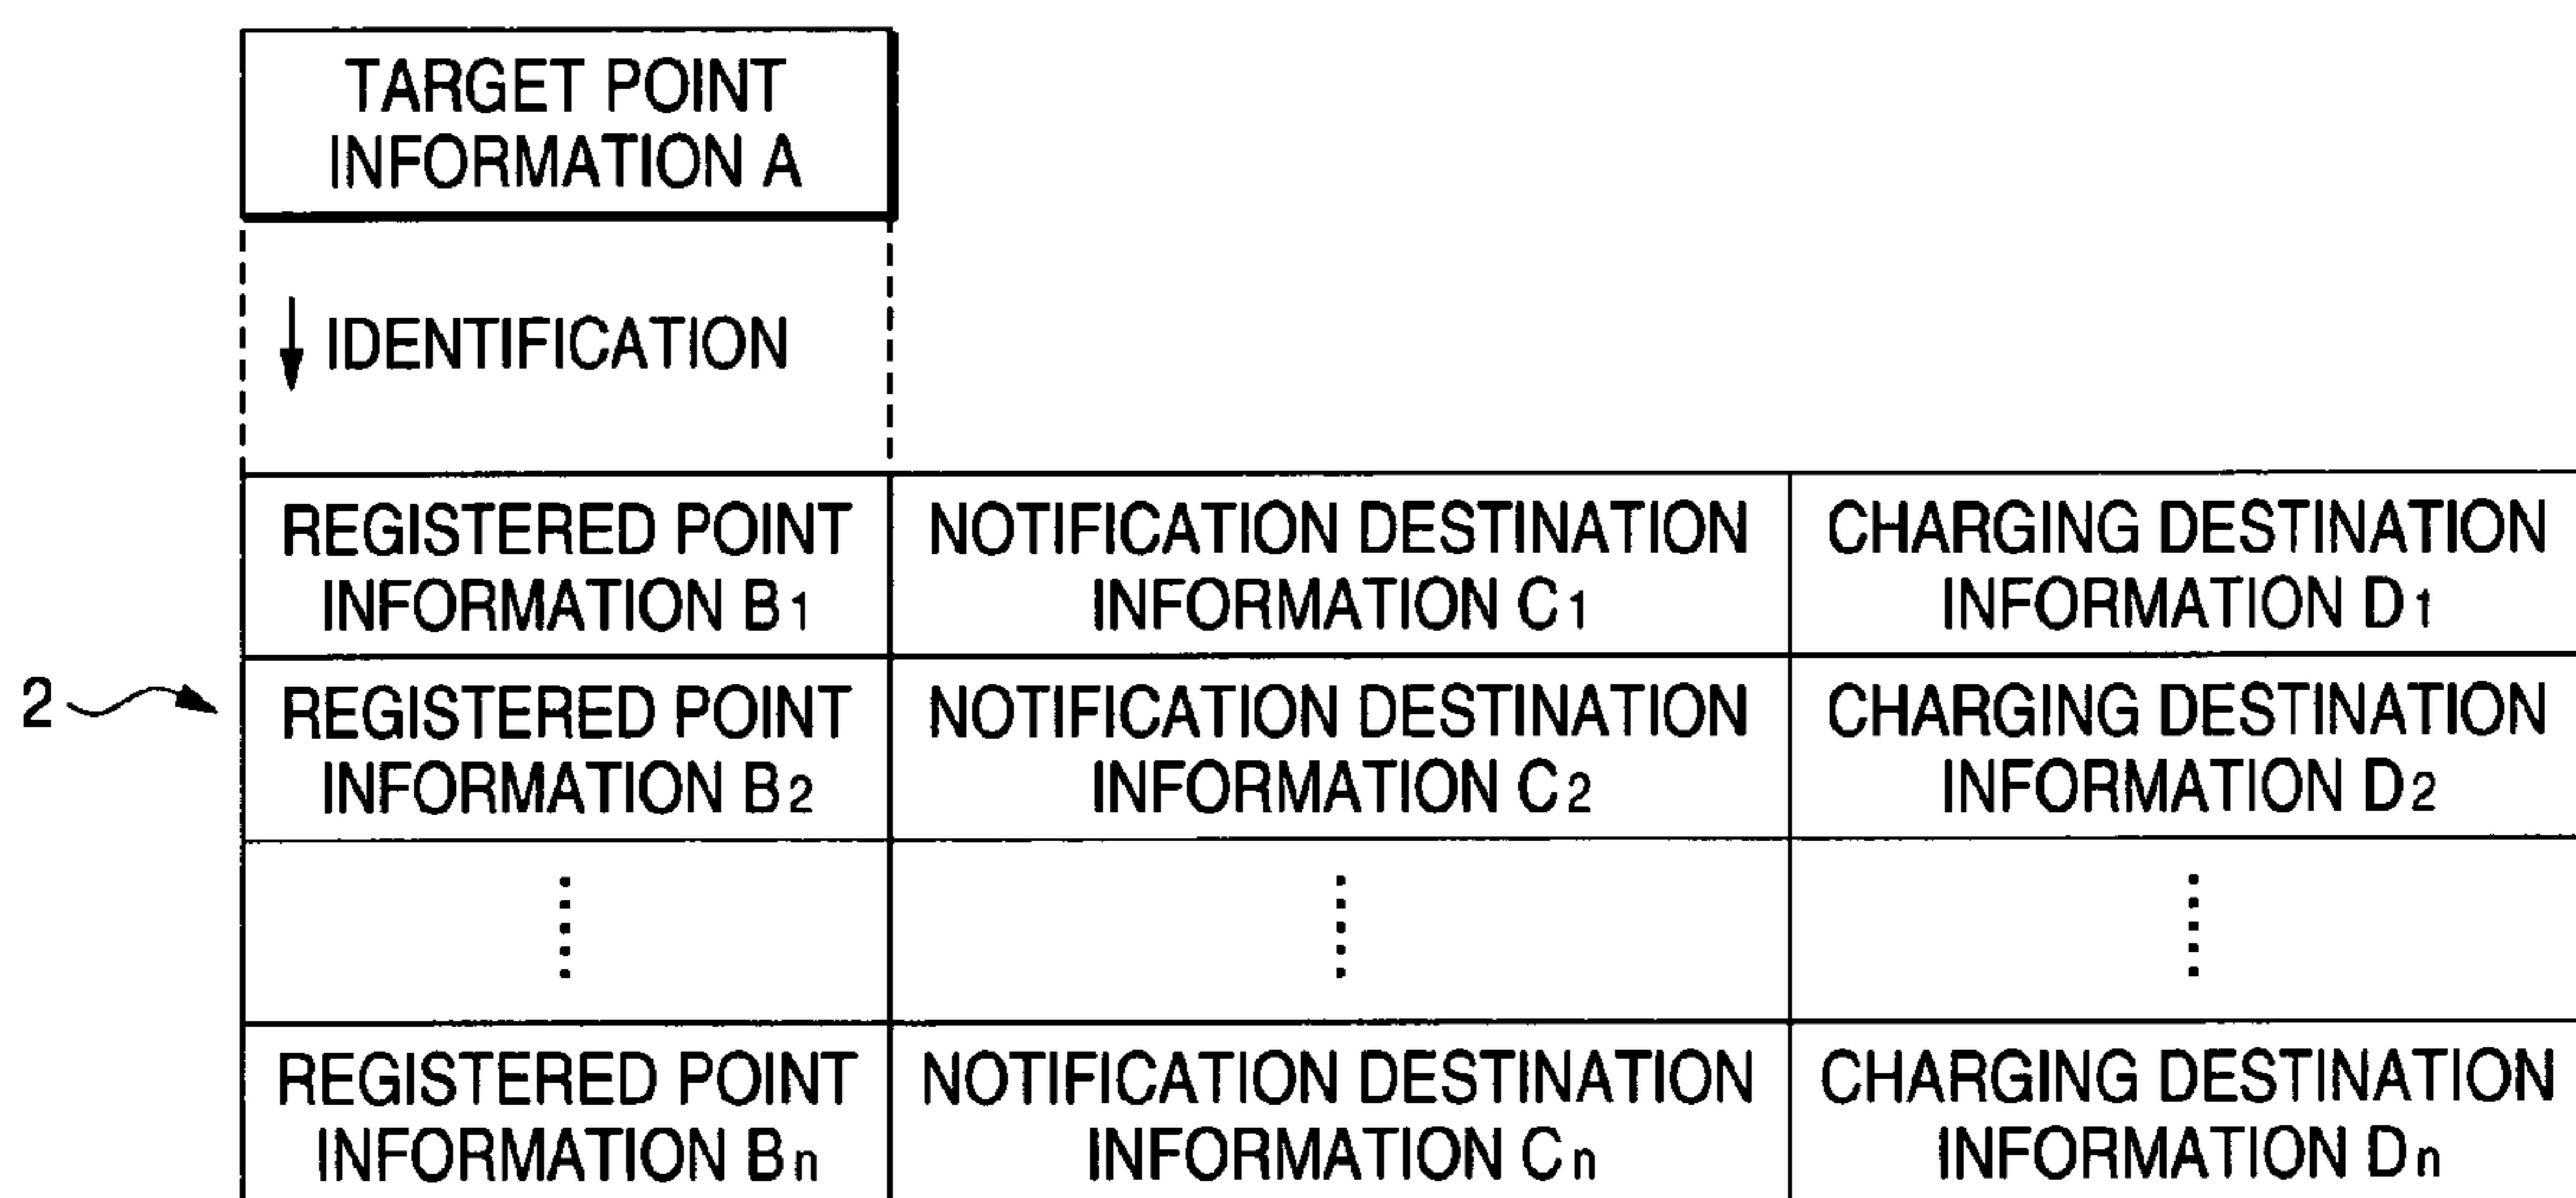 TARGET POINT
INFORMATION A
IDENTIFICATION
REGISTERED POINT
INFORMATION B1
NOTIFICATION DESTINATION
INFORMATION C1
CHARGING DESTINATION
INFORMATION D1
2
REGISTERED POINT
INFORMATION B2
NOTIFICATION DESTINATION
INFORMATION C2
CHARGING DESTINATION
INFORMATION D2
REGISTERED POINT
INFORMATION Bn
NOTIFICATION DESTINATION
INFORMATION Cn
CHARGING DESTINATION
INFORMATION Dn